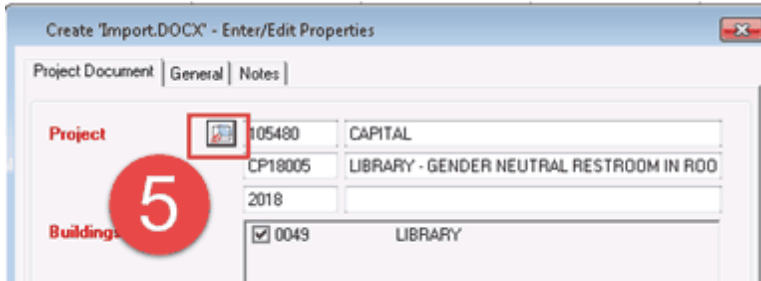 Create 'Import.DOCX' - Enter/Edit Properties
Project Document General Notes
Project 105480 CAPITAL
CP18005 LIBRARY - GENDER NEUTRAL RESTROOM IN ROO
2018
5
Buildings 0049 LIBRARY